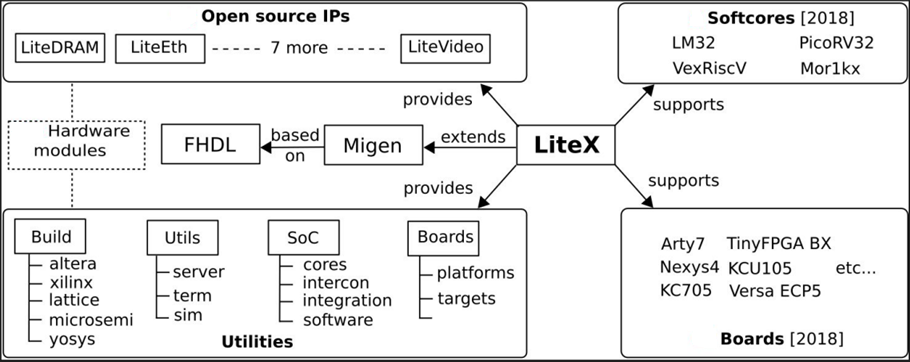 Open source IPs
LiteDRAM LiteEth 7 more LiteVideo
Softcores [2018]
LM32 PicoRV32
VexRiscV Mor1kx
provides
supports
Hardware
modules
FHDL
based
on
Migen
extends
LiteX
provides
supports
Build
altera
xilinx
lattice
microsemi
yosys
Utils
server
term
sim
SoC
cores
intercon
integration
software
Boards
platforms
targets
Utilities
Arty7 TinyFPGA BX
Nexys4 KCU105 etc...
KC705 Versa ECP5
Boards [2018]